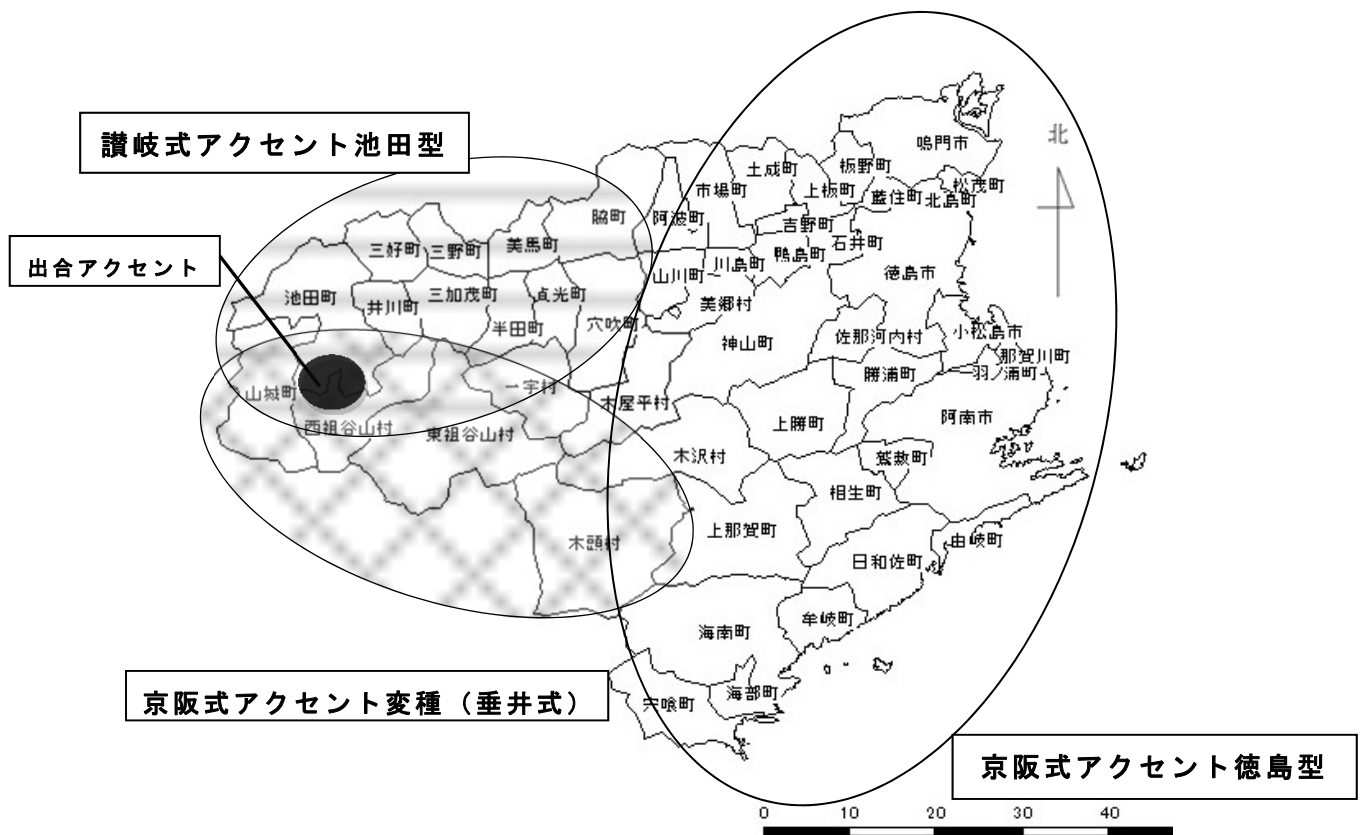 讃岐式アクセント池田型
出合アクセント
京阪式アクセント変種（垂井式）
京阪式アクセント徳島型
北
鳴門市
松茂町
北島町
藍住町
板野町
上板町
土成町
市場町
阿波町
吉野町
石井町
鴨島町
川島町
山川町
美郷村
徳島市
脇町
美馬町
三野町
三好町
池田町
井川町
三加茂町
貞光町
半田町
穴吹町
神山町
佐那河内村
小松島市
那賀川町
羽ノ浦町
勝浦町
上勝町
阿南市
山城町
西祖谷山村
東祖谷山村
一宇村
木屋平村
木沢村
鷲敷町
相生町
上那賀町
木頭村
日和佐町
由岐町
牟岐町
海南町
海部町
宍喰町
0 10 20 30 40